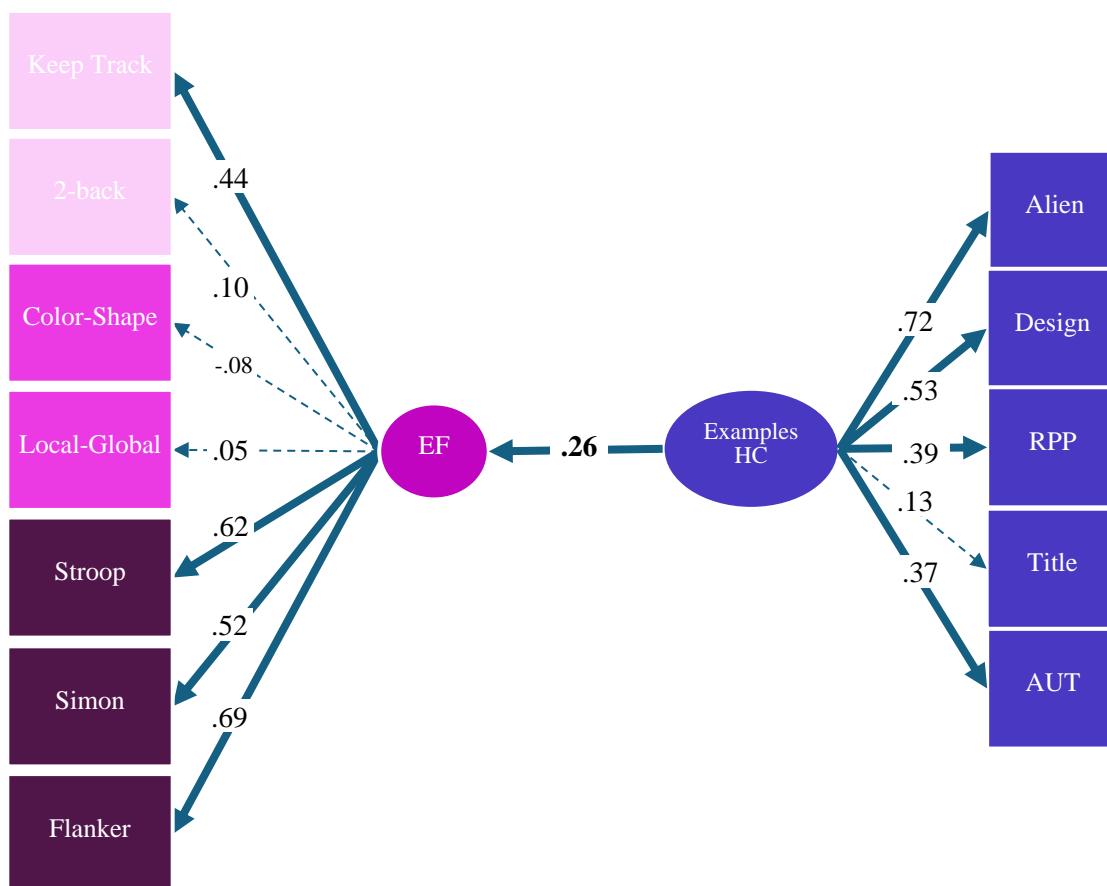 Keep Track
2-back
Color-Shape
Local-Global
Stroop
Simon
Flanker
.44
.10
-.08
.05
.62
.52
.69
EF
.26
Examples
HC
.72
.53
.39
.13
.37
Alien
Design
RPP
Title
AUT